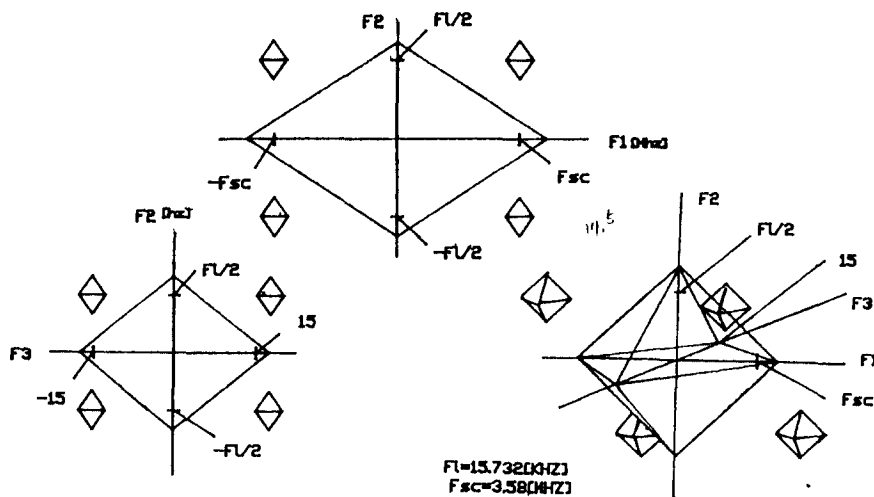 F2
Fl/2
F1[Mhz]
-Fsc
Fsc
-Fl/2
F2 [hz]
Fl/2
15
F3
-15
-Fl/2
F2
Fl/2
15
F3
F1
Fsc
Fl=15.732[KHZ]
Fsc=3.58[MHZ]